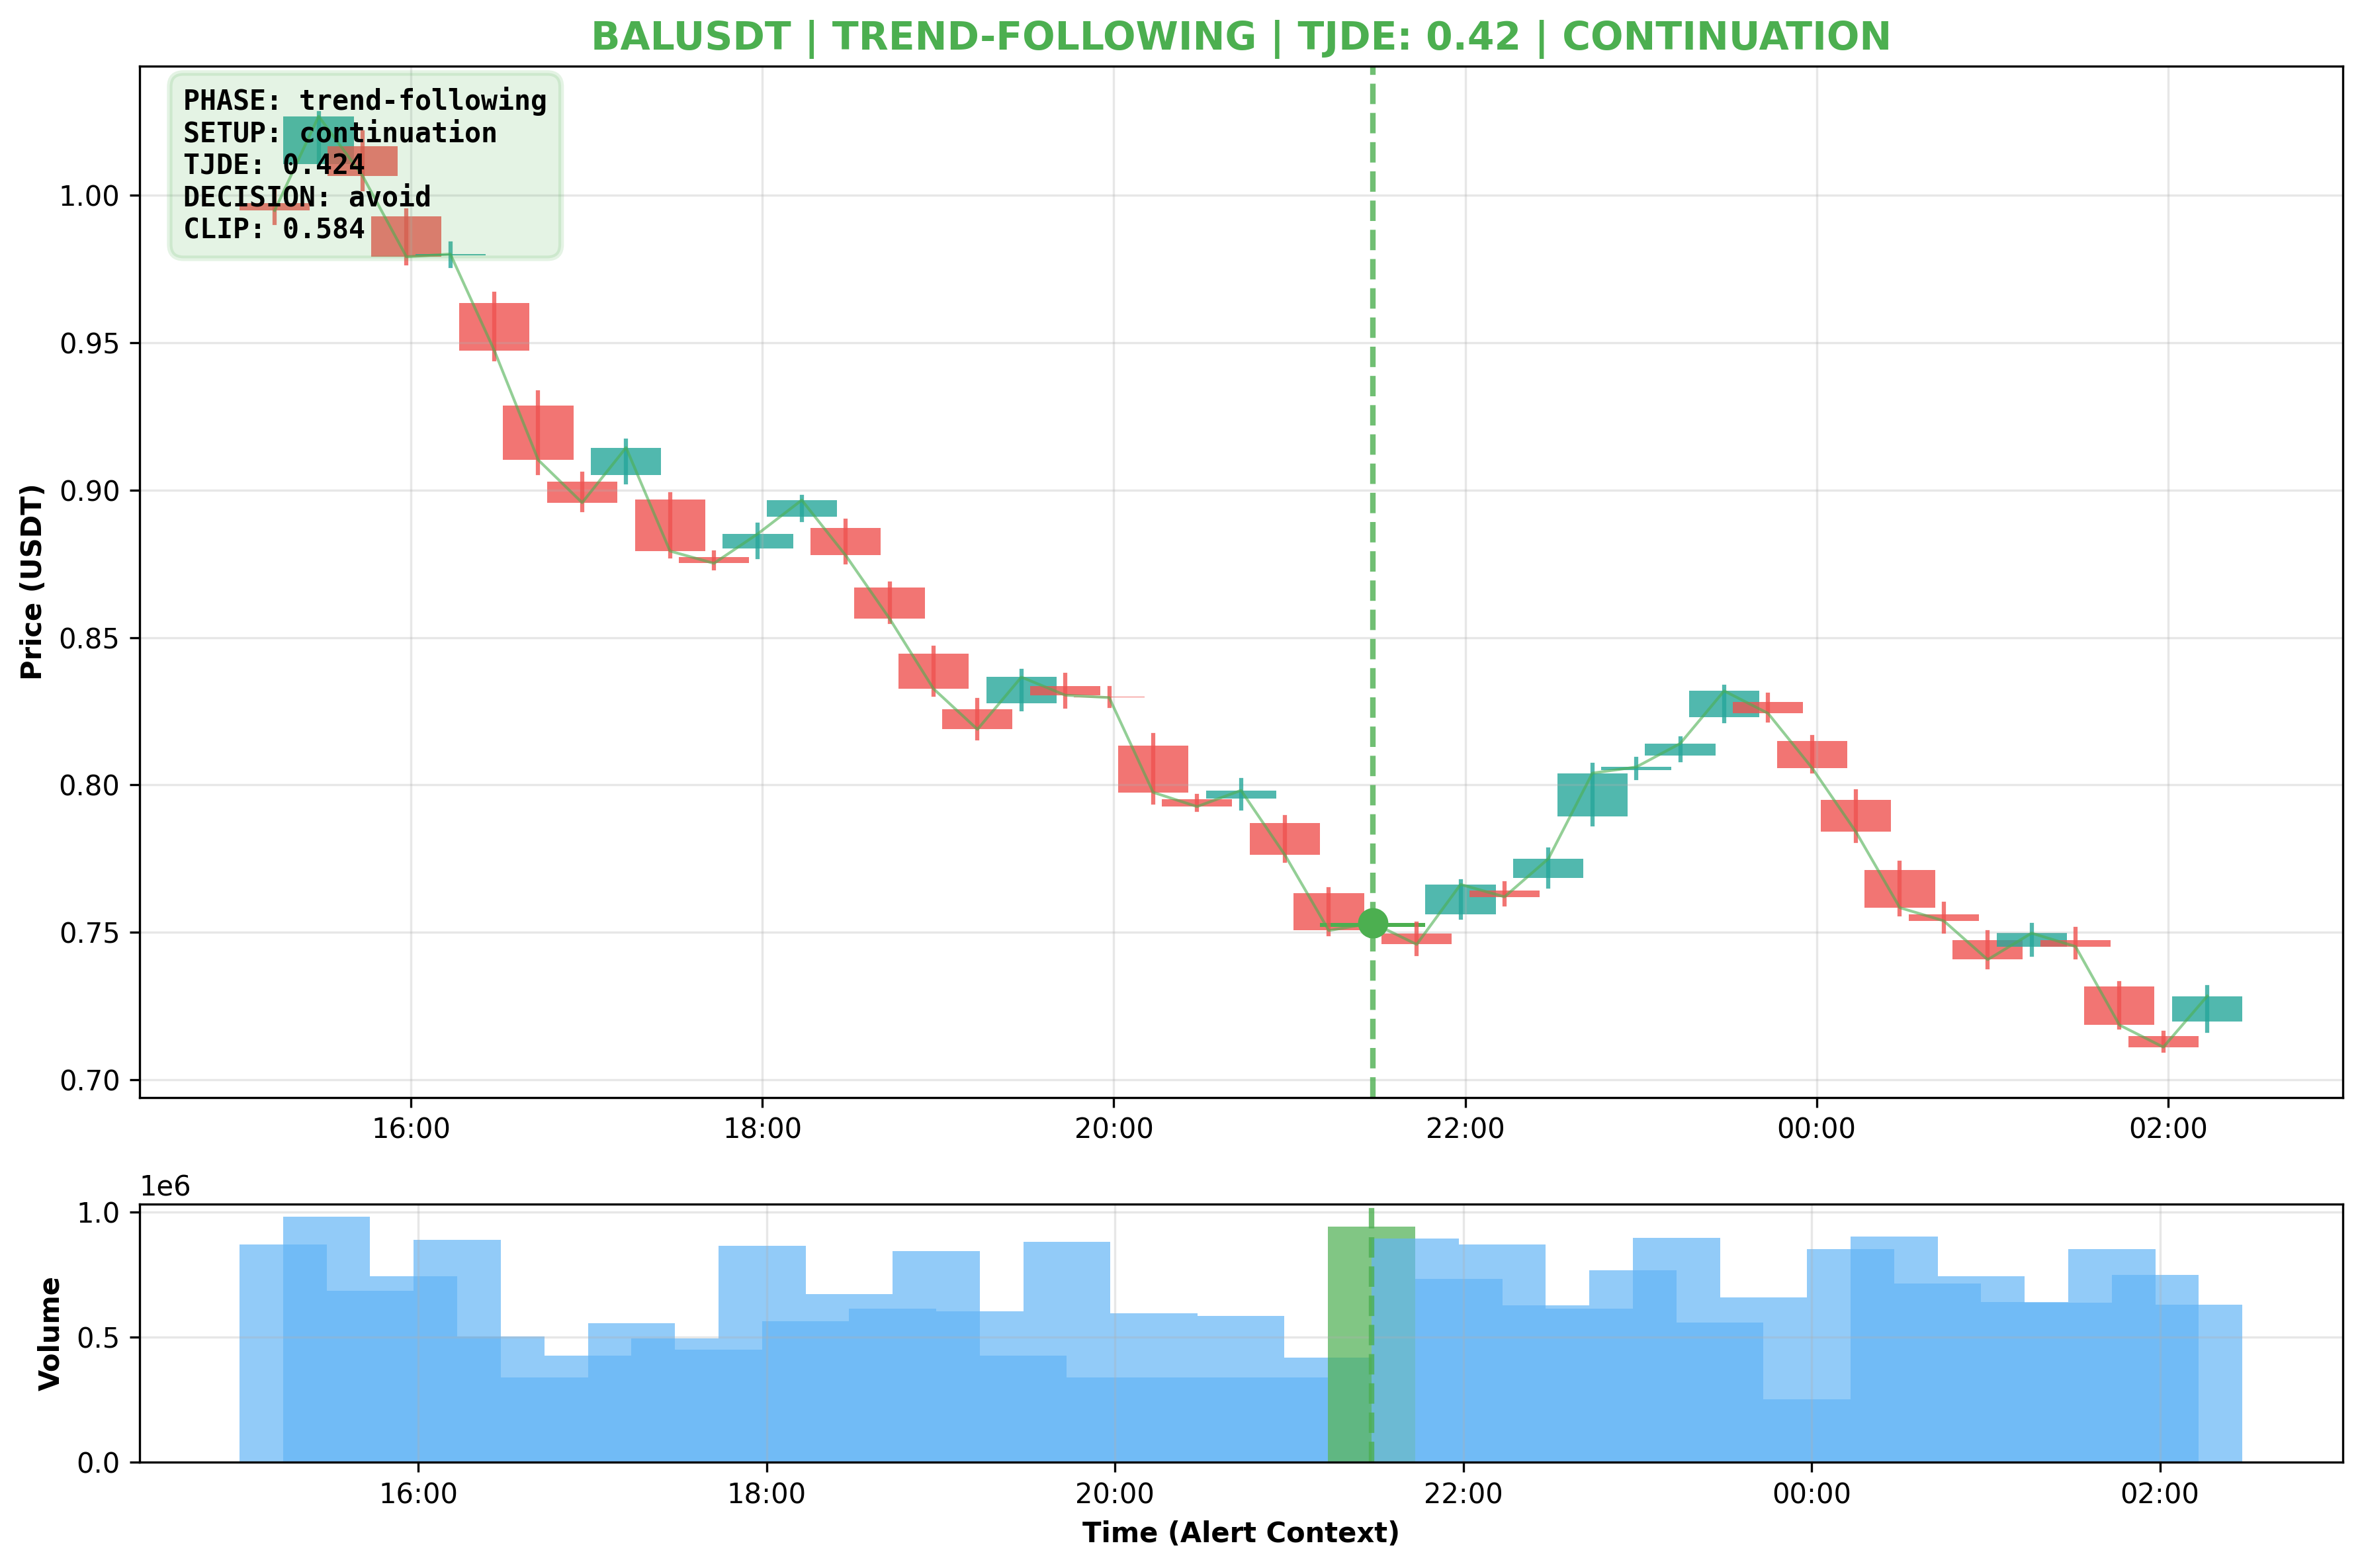 BALUSDT | TREND-FOLLOWING | TJDE: 0.42 | CONTINUATION
PHASE: trend-following
SETUP: continuation
TJDE: 0.424
DECISION: avoid
CLIP: 0.584
Price (USDT)
1.00
0.95
0.90
0.85
0.80
0.75
0.70
16:00
18:00
20:00
22:00
00:00
02:00
1e6
Volume
1.0
0.5
0.0
16:00
18:00
20:00
22:00
00:00
02:00
Time (Alert Context)